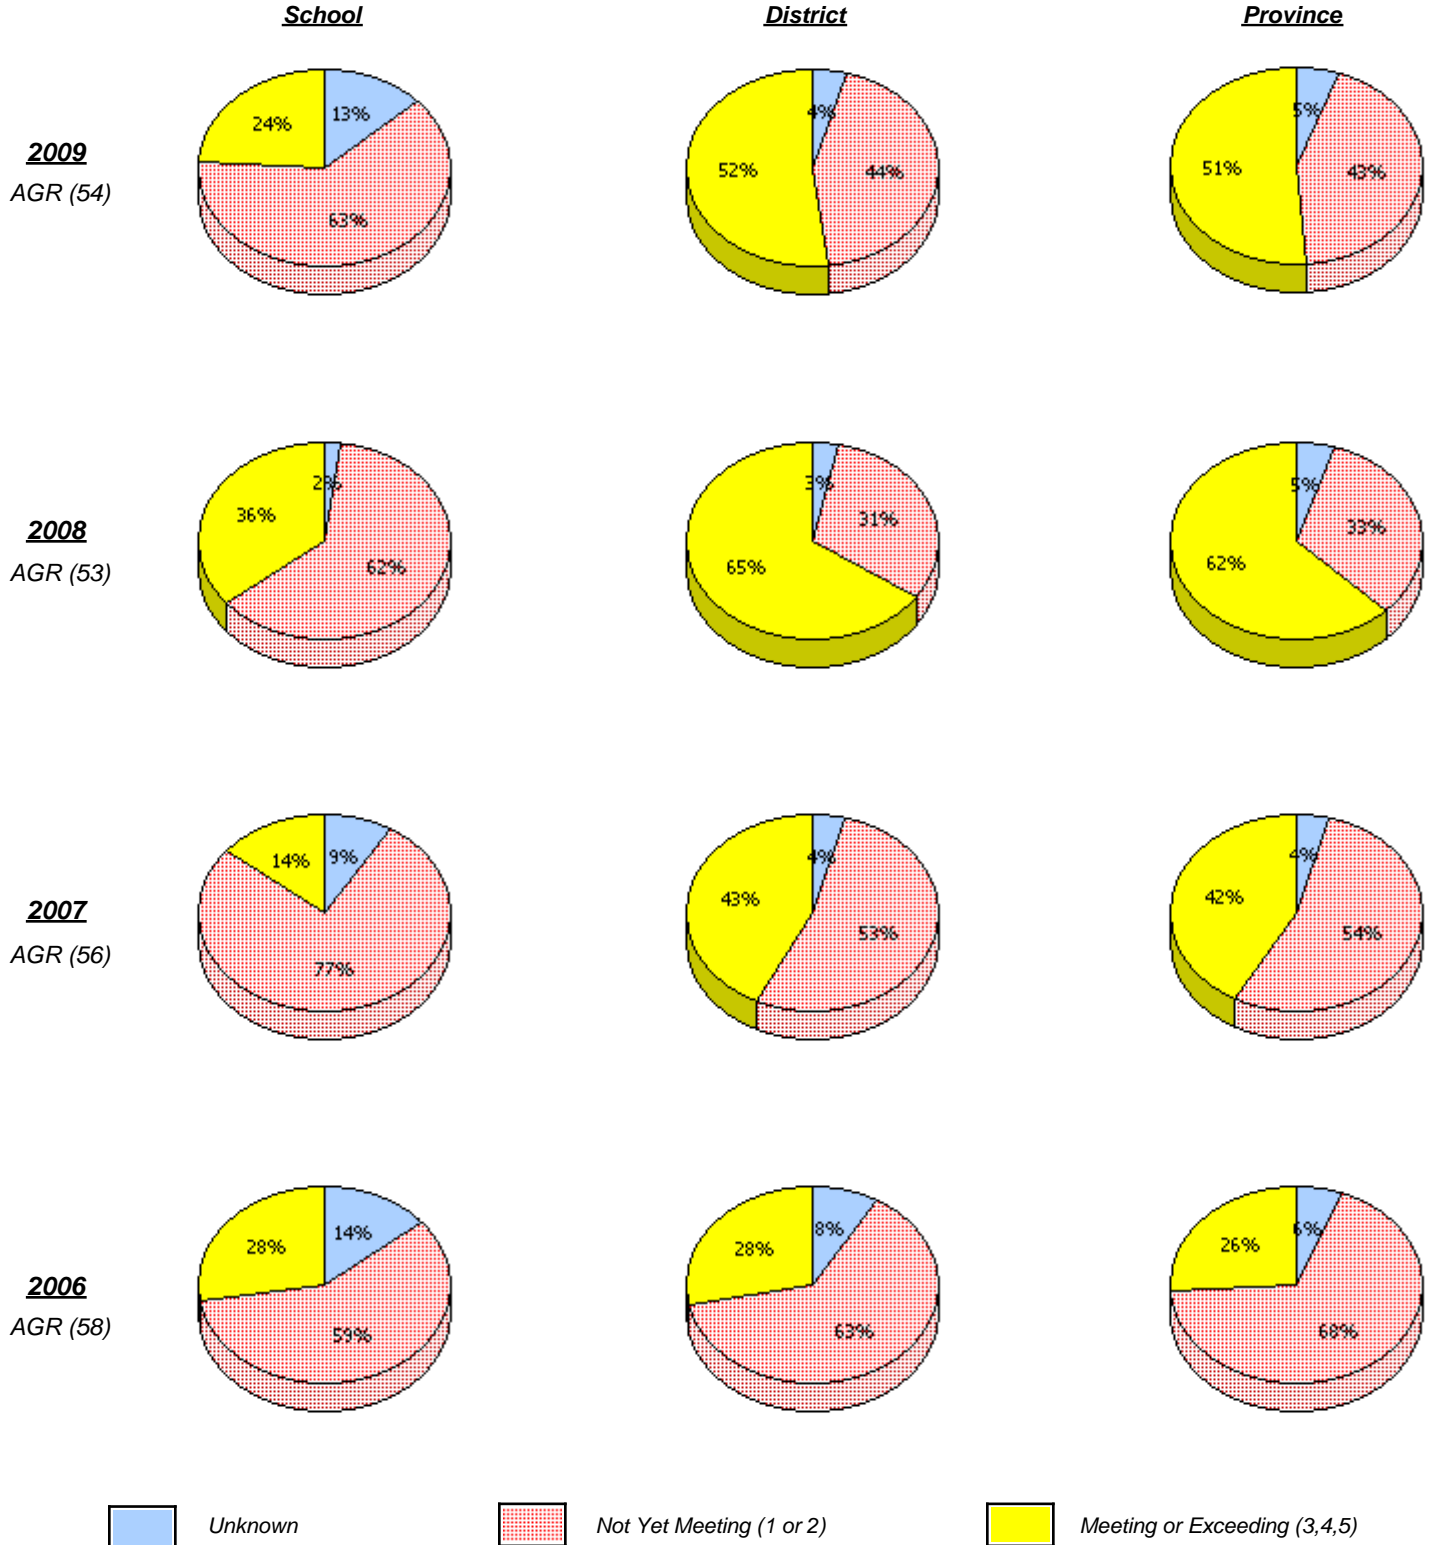 School District Province
24% 13% 52% 4% 44% 51% 5% 43%
2009
AGR (54)
63%
36% 2% 62% 65% 3% 31% 62% 5% 33%
2008
AGR (53)
14% 9% 43% 4% 53% 42% 4% 54%
2007
AGR (56)
77%
28% 14% 28% 8% 26% 6%
2006
AGR (58)
59% 63% 68%
Unknown Not Yet Meeting (1 or 2) Meeting or Exceeding (3,4,5)